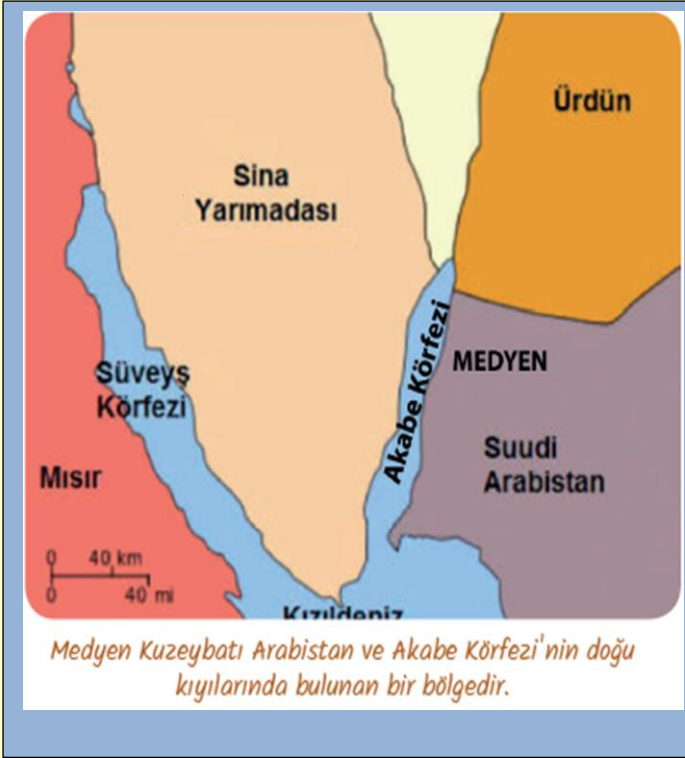 Ürdün
Sina
Yarımadası
Akabe Körfezi
MEDYEN
Süveyş
Körfezi
Suudi
Arabistan
Mısır
0 40 km
0 40 mi
Kızıldeniz
Medyen Kuzeybatı Arabistan ve Akabe Körfezi'nin doğu
kıyılarında bulunan bir bölgedir.